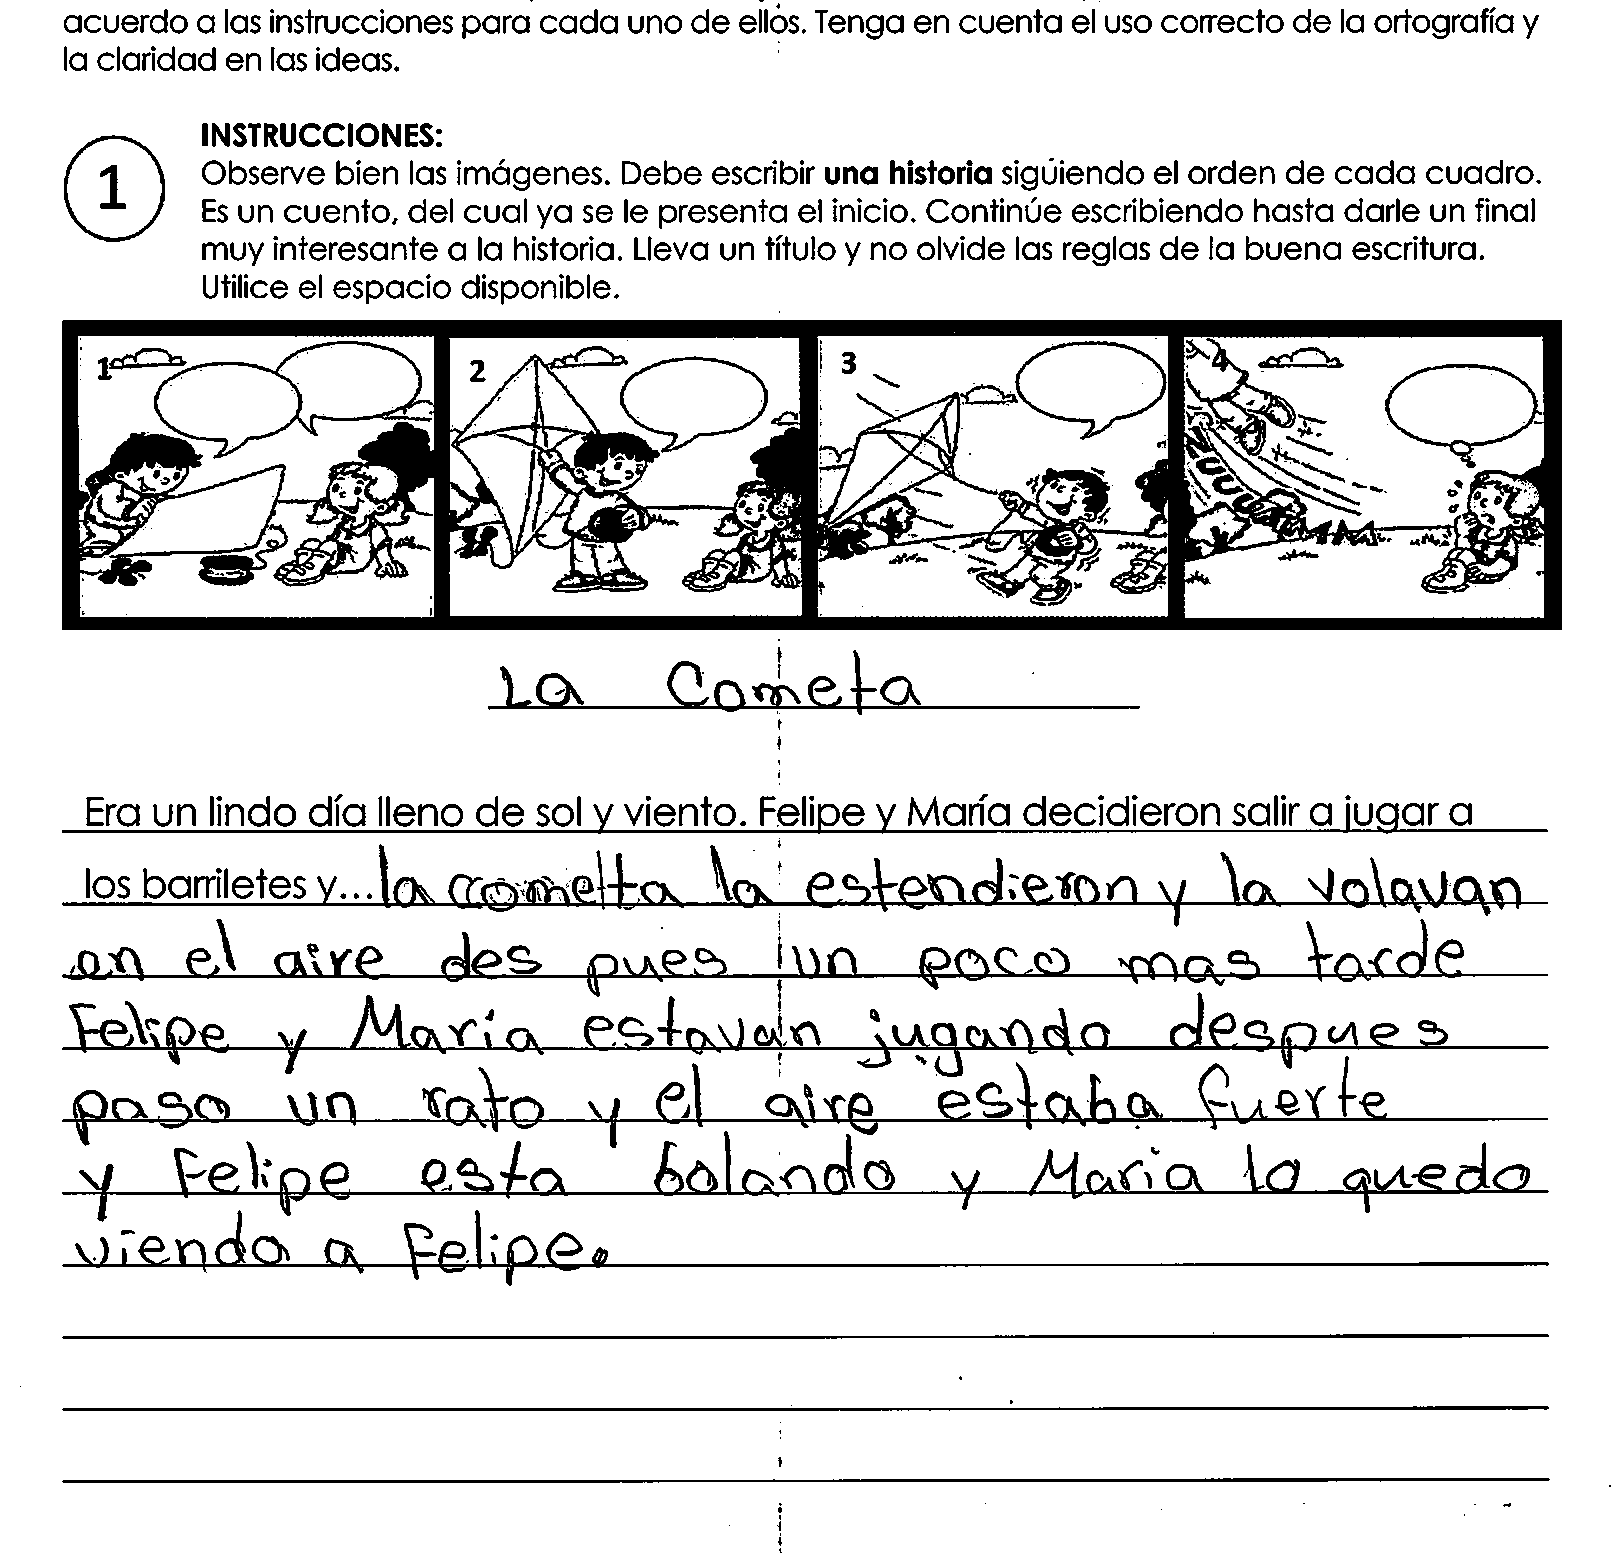 acuerdo a las instrucciones para cada uno de ellos. Tenga en cuenta el uso correcto de la ortografía y
la claridad en las ideas.
1
INSTRUCCIONES:
Observe bien las imágenes. Debe escribir una historia siguiendo el orden de cada cuadro.
Es un cuento, del cual ya se le presenta el inicio. Continúe escribiendo hasta darle un final
muy interesante a la historia. Lleva un título y no olvide las reglas de la buena escritura.
Utilice el espacio disponible.
1 2 3 4
La Cometa
Era un lindo día lleno de sol y viento. Felipe y María decidieron salir a jugar a
los barriletes y... la estendieron y la volavan
en el aire des pues un poco mas tarde
Felipe y María estavan jugando despues
paso un rato y el aire estaba fuerte
y Felipe esta bolando y Maria lo quedo
viendo a Felipe.